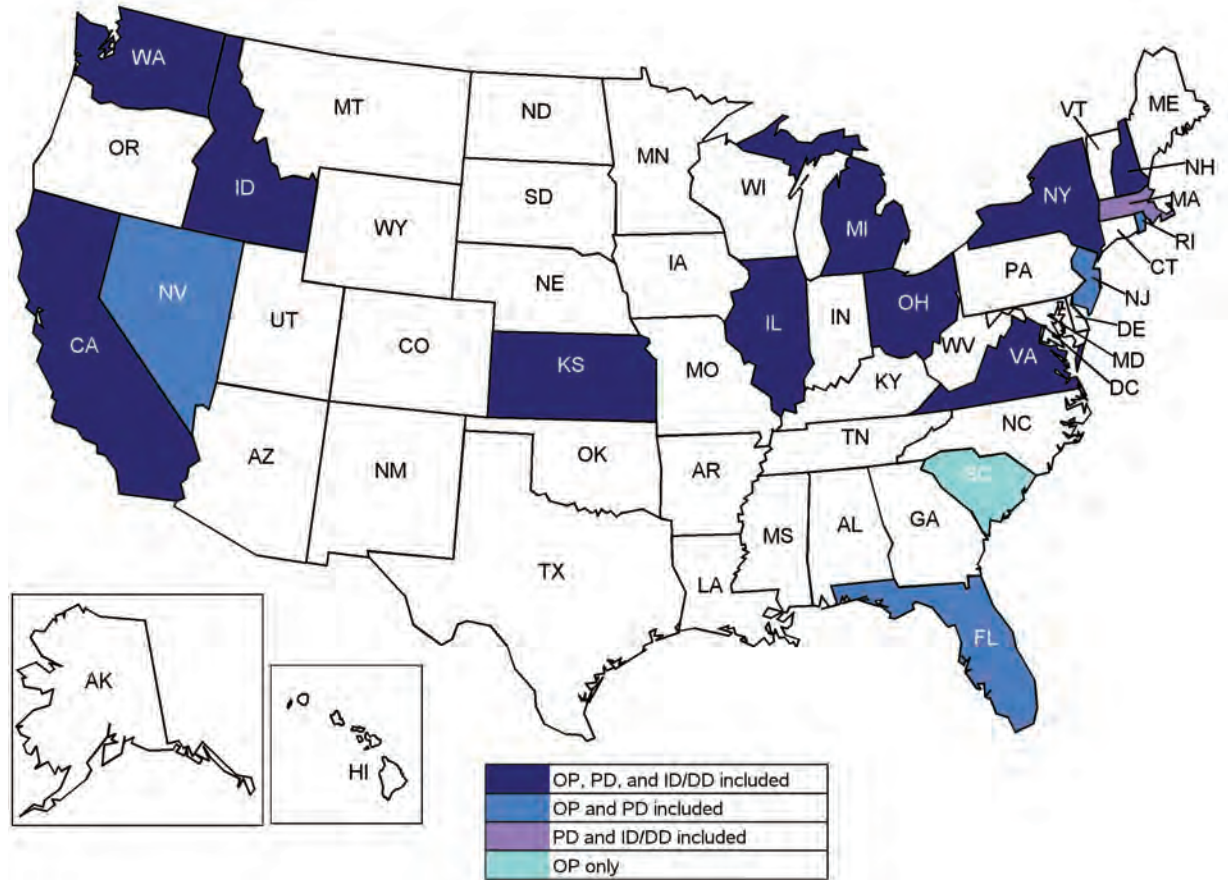 WA
MT
ND
MN
VT
ME
OR
ID
SD
WI
NY
NH
MA
WY
MI
RI
CT
NV
NE
IA
PA
NJ
UT
CO
IL
IN
OH
DE
CA
KS
MO
WV
VA
MD
DC
KY
AZ
NM
OK
AR
TN
NC
SC
MS
AL
GA
TX
LA
FL
AK
HI
OP, PD, and ID/DD included
OP and PD included
PD and ID/DD included
OP only